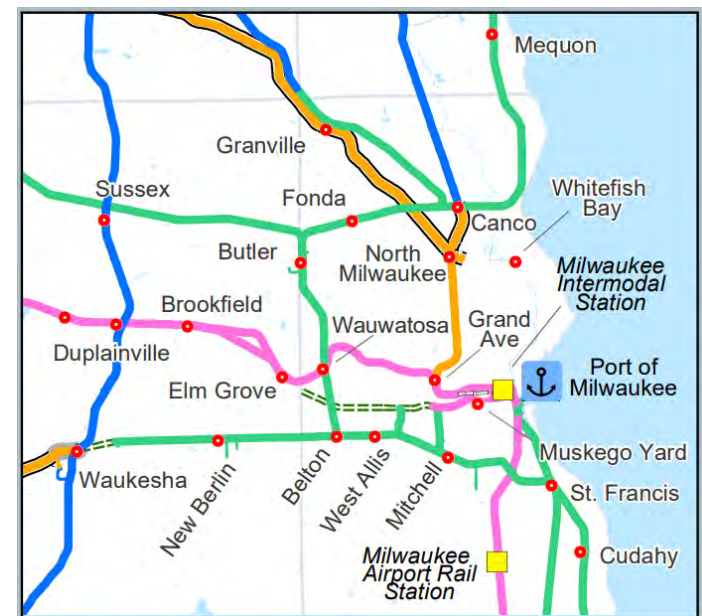 Mequon
Granville
Sussex
Fonda
Whitefish
Bay
Canco
Butler
North
Milwaukee
Milwaukee
Intermodal
Station
Brookfield
Wauwatosa
Grand
Ave
Duplainville
Port of
Milwaukee
Elm Grove
Muskego Yard
Waukesha
New Berlin
Belton
West Allis
Mitchell
St. Francis
Milwaukee
Airport Rail
Station
Cudahy